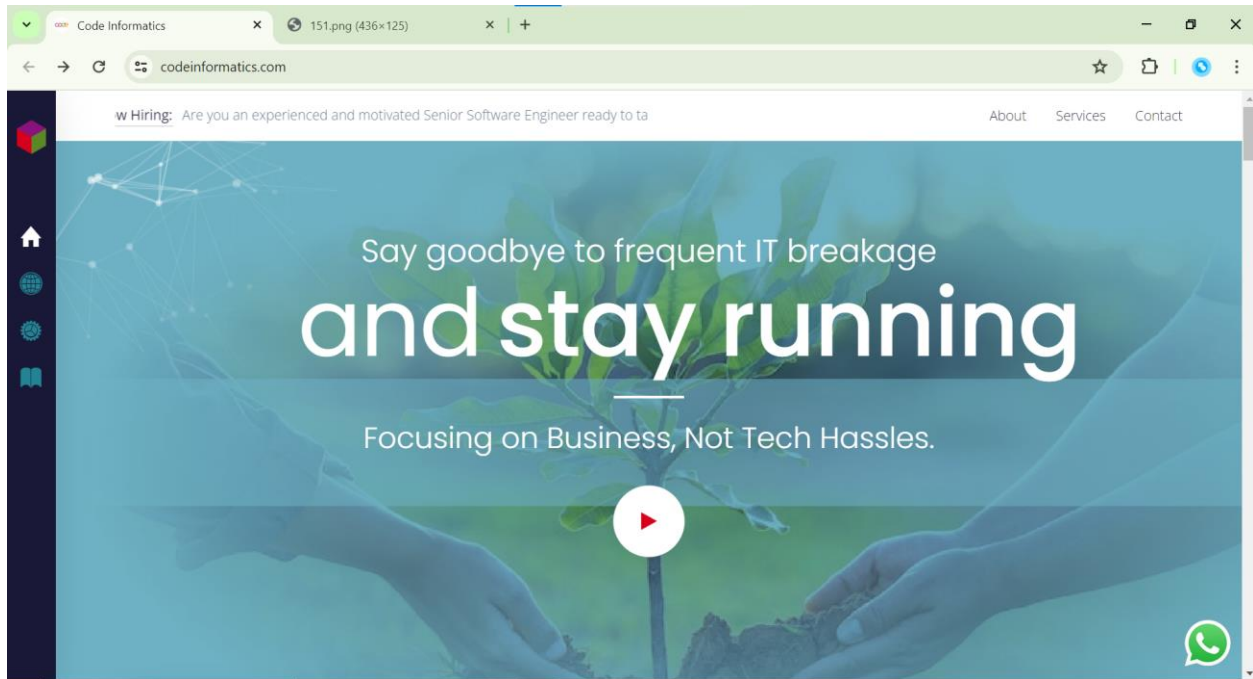 Code Informatics
151.png (436×125)
codeinformatics.com
w Hiring: Are you an experienced and motivated Senior Software Engineer ready to ta
About Services Contact
Say goodbye to frequent IT breakage
and stay running
Focusing on Business, Not Tech Hassles.